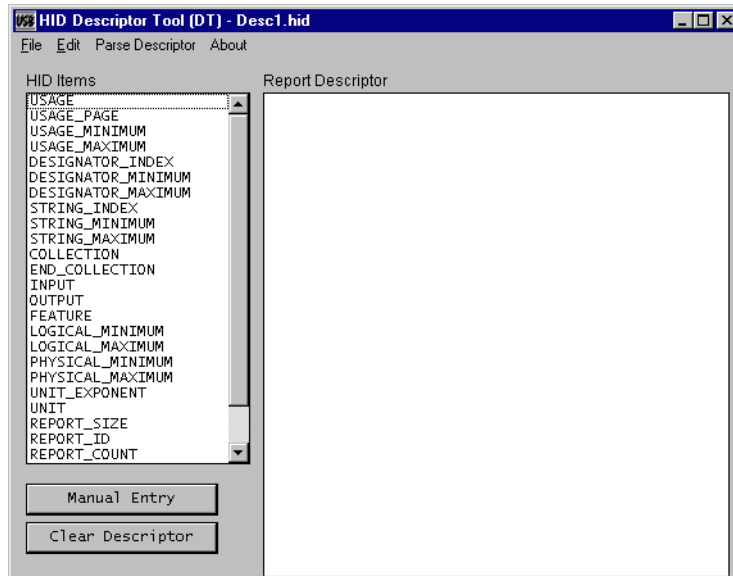 USB HID Descriptor Tool (DT) - Desc1.hid
File Edit Parse Descriptor About
HID Items
Report Descriptor
USAGE
USAGE_PAGE
USAGE_MINIMUM
USAGE_MAXIMUM
DESIGNATOR_INDEX
DESIGNATOR_MINIMUM
DESIGNATOR_MAXIMUM
STRING_INDEX
STRING_MINIMUM
STRING_MAXIMUM
COLLECTION
END_COLLECTION
INPUT
OUTPUT
FEATURE
LOGICAL_MINIMUM
LOGICAL_MAXIMUM
PHYSICAL_MINIMUM
PHYSICAL_MAXIMUM
UNIT_EXPONENT
UNIT
REPORT_SIZE
REPORT_ID
REPORT_COUNT
Manual Entry
Clear Descriptor